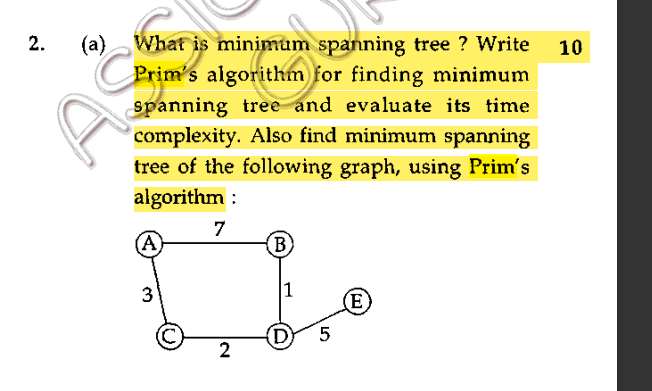 2. (a) What is minimum spanning tree ? Write 10
Prim's algorithm for finding minimum
spanning tree and evaluate its time
complexity. Also find minimum spanning
tree of the following graph, using Prim's
algorithm :
7
A B
3 1 E
C D 5
2